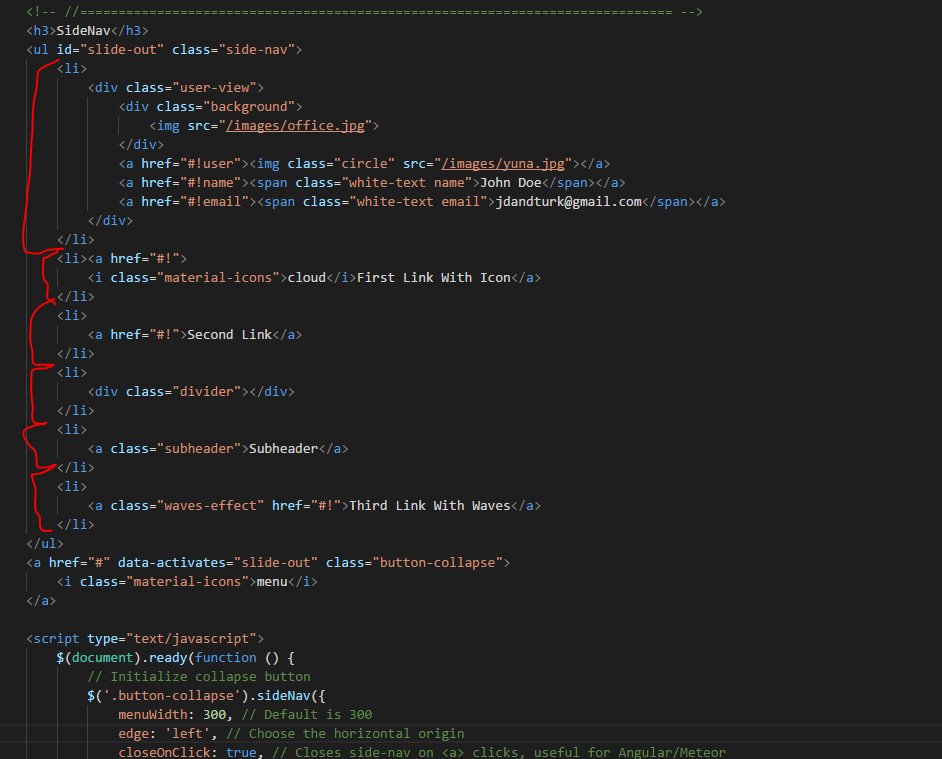 <!-- //============================================================================= -->
<h3>SideNav</h3>
<ul id="slide-out" class="side-nav">
<li>
<div class="user-view">
<div class="background">
<img src="/images/office.jpg">
</div>
<a href="#!user"><img class="circle" src="/images/yuna.jpg"></a>
<a href="#!name"><span class="white-text name">John Doe</span></a>
<a href="#!email"><span class="white-text email">jdandturk@gmail.com</span></a>
</div>
</li>
<li><a href="#!">
<i class="material-icons">cloud</i>First Link With Icon</a>
</li>
<li>
<a href="#!">Second Link</a>
</li>
<li>
<div class="divider"></div>
</li>
<li>
<a class="subheader">Subheader</a>
</li>
<li>
<a class="waves-effect" href="#!">Third Link With Waves</a>
</li>
</ul>
<a href="#" data-activates="slide-out" class="button-collapse">
<i class="material-icons">menu</i>
</a>
<script type="text/javascript">
$(document).ready(function () {
// Initialize collapse button
$('.button-collapse').sideNav({
menuWidth: 300, // Default is 300
edge: 'left', // Choose the horizontal origin
closeOnClick: true, // Closes side-nav on <a> clicks, useful for Angular/Meteor